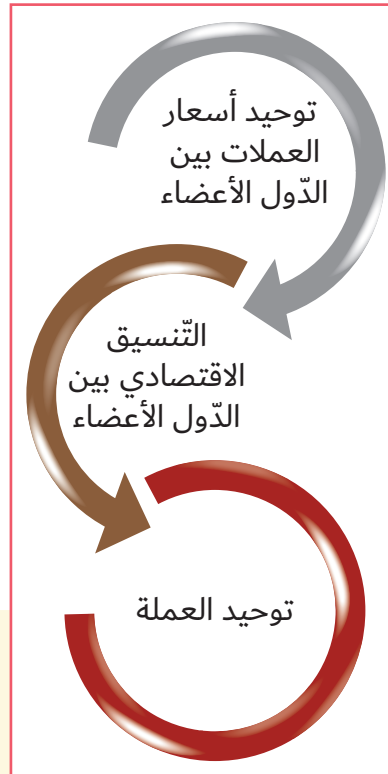 توحيد أسعار
العملات بين
الدّول الأعضاء
التّنسيق
الاقتصادي بين
الدّول الأعضاء
توحيد العملة